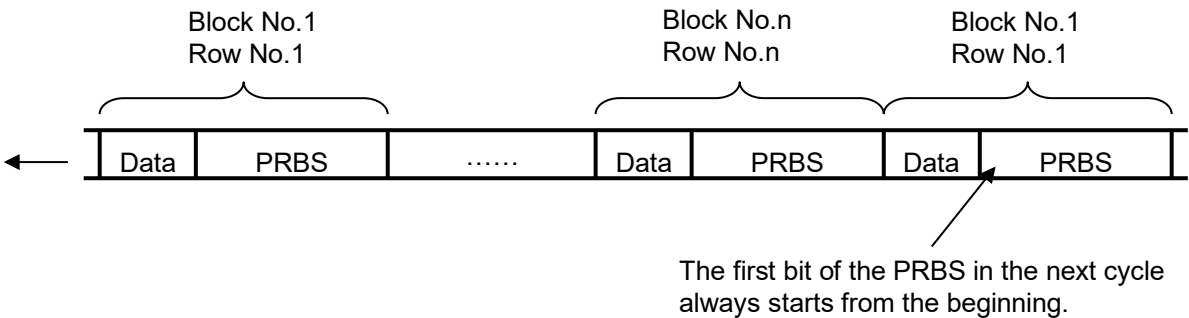 Block No.1
Row No.1
Block No.n
Row No.n
Block No.1
Row No.1
Data PRBS …… Data PRBS Data PRBS
The first bit of the PRBS in the next cycle
always starts from the beginning.